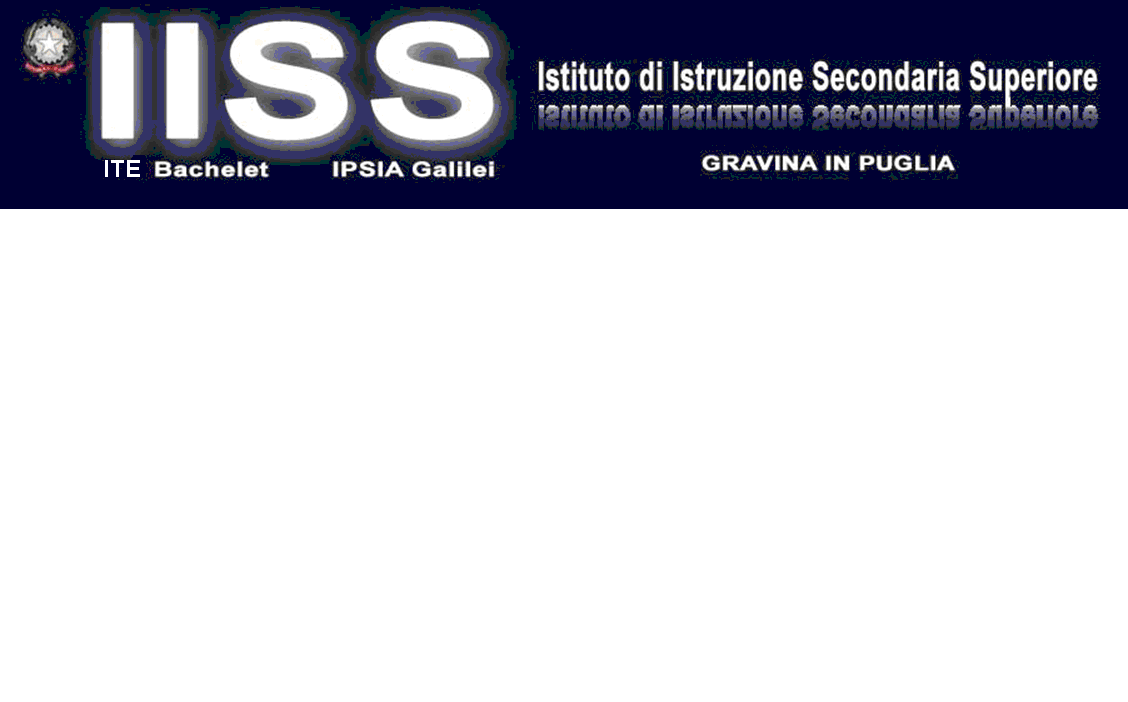 IISS
Istituto di Istruzione Secondaria Superiore
ITE Bachelet IPSIA Galilei
GRAVINA IN PUGLIA